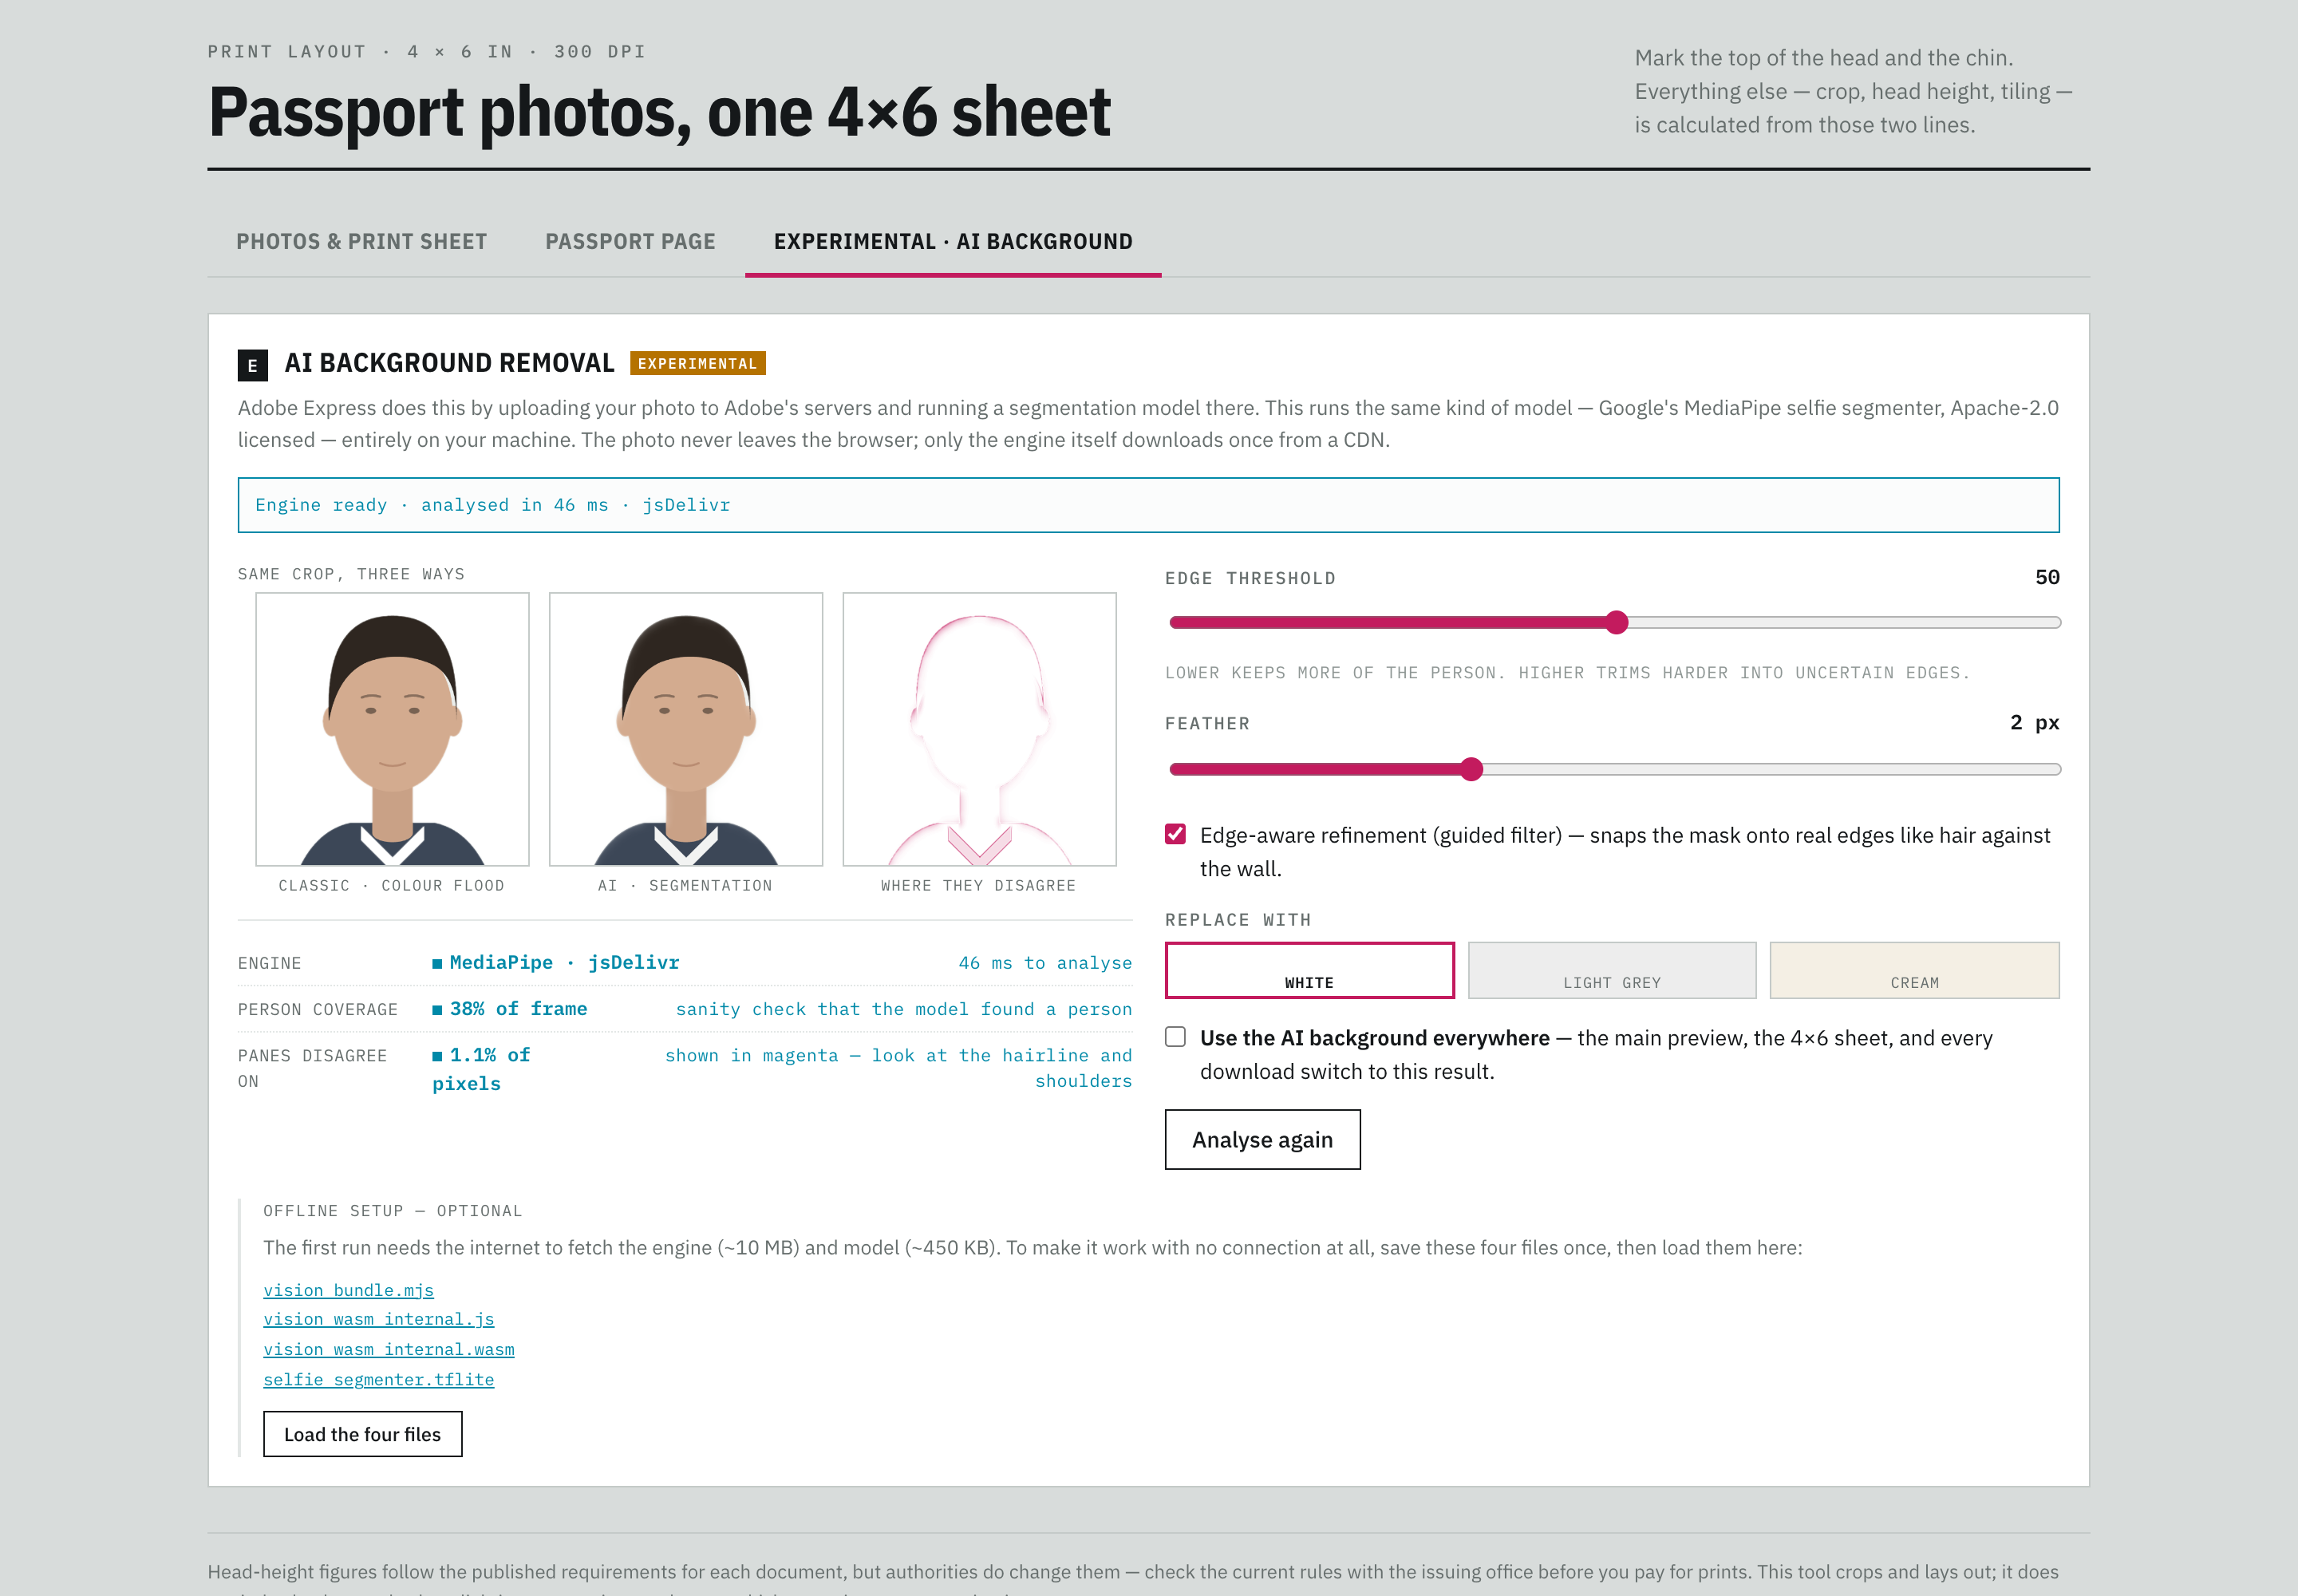 PRINT LAYOUT · 4 × 6 IN · 300 DPI
Passport photos, one 4×6 sheet
Mark the top of the head and the chin.
Everything else — crop, head height, tiling —
is calculated from those two lines.
PHOTOS & PRINT SHEET
PASSPORT PAGE
EXPERIMENTAL · AI BACKGROUND
E
AI BACKGROUND REMOVAL
EXPERIMENTAL
Adobe Express does this by uploading your photo to Adobe's servers and running a segmentation model there. This runs the same kind of model — Google's MediaPipe selfie segmenter, Apache-2.0
licensed — entirely on your machine. The photo never leaves the browser; only the engine itself downloads once from a CDN.
Engine ready · analysed in 46 ms · jsDelivr
SAME CROP, THREE WAYS
CLASSIC · COLOUR FLOOD
AI · SEGMENTATION
WHERE THEY DISAGREE
ENGINE
MediaPipe · jsDelivr
46 ms to analyse
PERSON COVERAGE
38% of frame
sanity check that the model found a person
PANES DISAGREE
ON
1.1% of
pixels
shown in magenta — look at the hairline and
shoulders
EDGE THRESHOLD
50
LOWER KEEPS MORE OF THE PERSON. HIGHER TRIMS HARDER INTO UNCERTAIN EDGES.
FEATHER
2 px
Edge-aware refinement (guided filter) — snaps the mask onto real edges like hair against
the wall.
REPLACE WITH
WHITE
LIGHT GREY
CREAM
Use the AI background everywhere — the main preview, the 4×6 sheet, and every
download switch to this result.
Analyse again
OFFLINE SETUP — OPTIONAL
The first run needs the internet to fetch the engine (~10 MB) and model (~450 KB). To make it work with no connection at all, save these four files once, then load them here:
vision_bundle.mjs
vision_wasm_internal.js
vision_wasm_internal.wasm
selfie_segmenter.tflite
Load the four files
Head-height figures follow the published requirements for each document, but authorities do change them — check the current rules with the issuing office before you pay for prints. This tool crops and lays out; it does